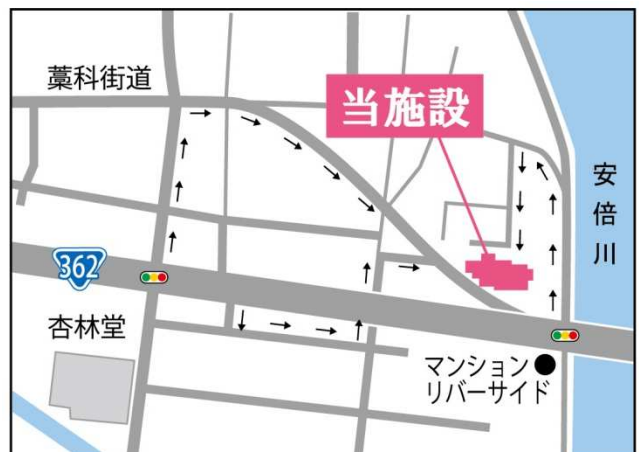 藁科街道
当施設
安倍川
362
杏林堂
マンション
リバーサイド